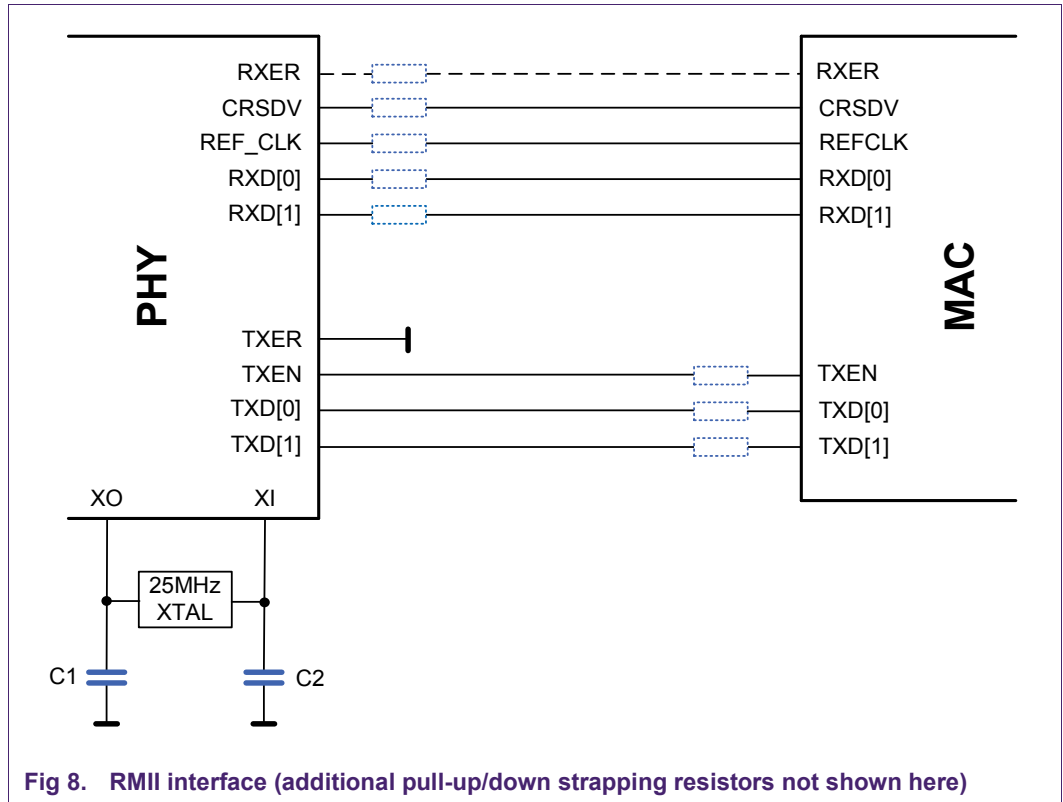 RXER RXER
CRSDV CRSDV
REF_CLK REFCLK
RXD[0] RXD[0]
RXD[1] RXD[1]
PHY MAC
TXER
TXEN TXEN
TXD[0] TXD[0]
TXD[1] TXD[1]
XO XI
25MHz
XTAL
C1 C2
Fig 8. RMII interface (additional pull-up/down strapping resistors not shown here)